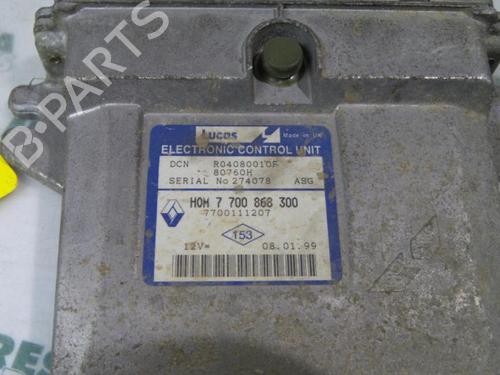 Lucas
Made in UK
ELECTRONIC CONTROL UNIT
DCN R04080010F
80760H
SERIAL No 274078 ASG
HOM 7 700 868 300
7700111207
153
12V= 08.01.99
RENAULT